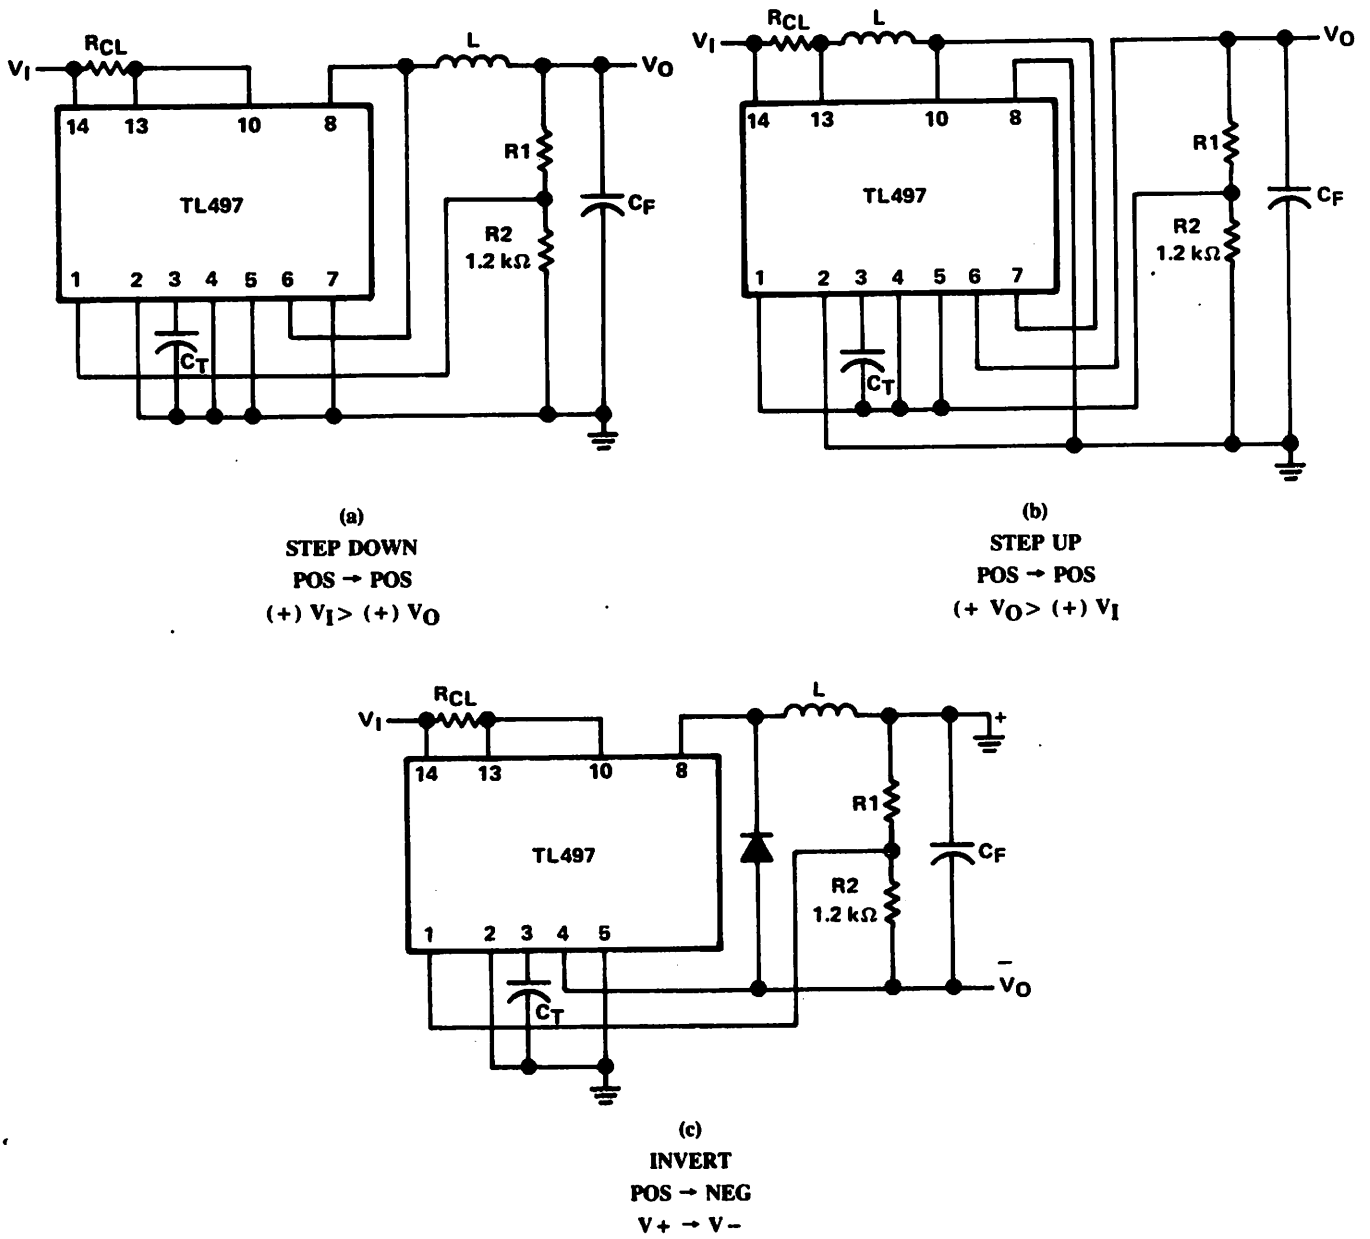 RCL
L
VI
VO
14 13 10 8
R1
TL497
CF
R2
1.2 kΩ
1 2 3 4 5 6 7
CT
(a)
STEP DOWN
POS → POS
(+) VI > (+) VO
RCL
L
VI
VO
14 13 10 8
R1
TL497
CF
R2
1.2 kΩ
1 2 3 4 5 6 7
CT
(b)
STEP UP
POS → POS
(+ VO > (+) VI
RCL
L
VI
+
14 13 10 8
R1
TL497
CF
R2
1.2 kΩ
1 2 3 4 5
−
VO
CT
(c)
INVERT
POS → NEG
V+ → V−